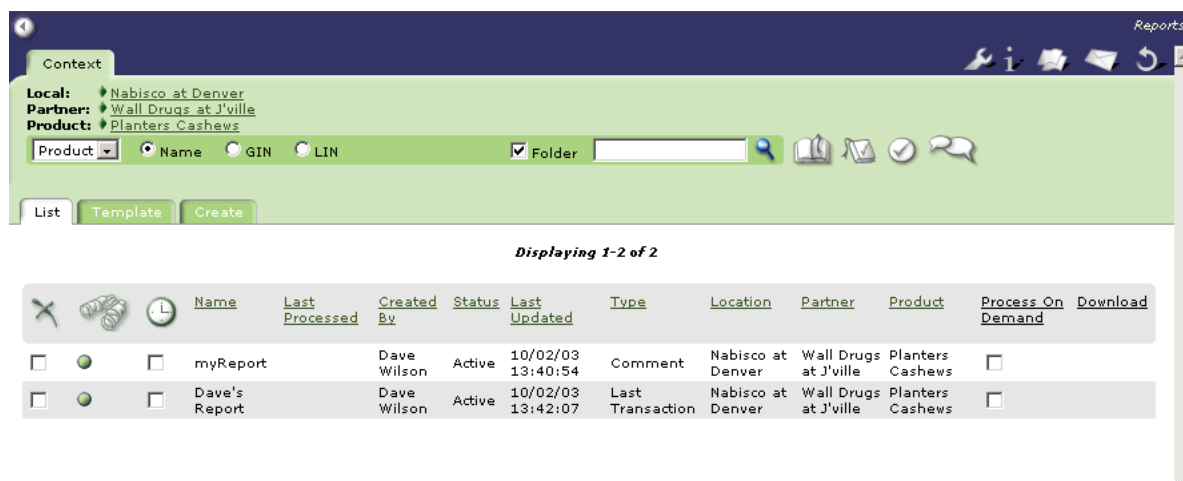 Reports
Context
Local: Nabisco at Denver
Partner: Wall Drugs at J'ville
Product: Planters Cashews
Product Name GIN LIN Folder
List Template Create
Displaying 1-2 of 2
Name Last Processed Created By Status Last Updated Type Location Partner Product Process On Demand Download
myReport Dave Wilson Active 10/02/03 13:40:54 Comment Nabisco at Denver Wall Drugs at J'ville Planters Cashews
Dave's Report Dave Wilson Active 10/02/03 13:42:07 Last Transaction Nabisco at Denver Wall Drugs at J'ville Planters Cashews